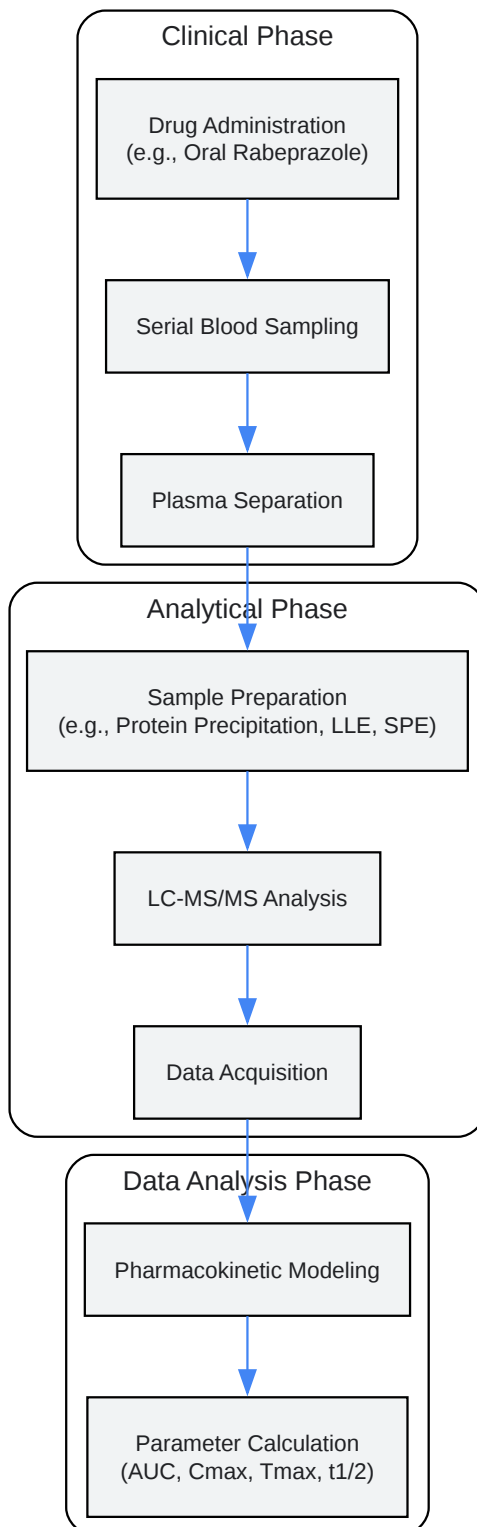 Clinical Phase
Drug Administration
(e.g., Oral Rabeprazole)
Serial Blood Sampling
Plasma Separation
Analytical Phase
Sample Preparation
(e.g., Protein Precipitation, LLE, SPE)
LC-MS/MS Analysis
Data Acquisition
Data Analysis Phase
Pharmacokinetic Modeling
Parameter Calculation
(AUC, Cmax, Tmax, t1/2)